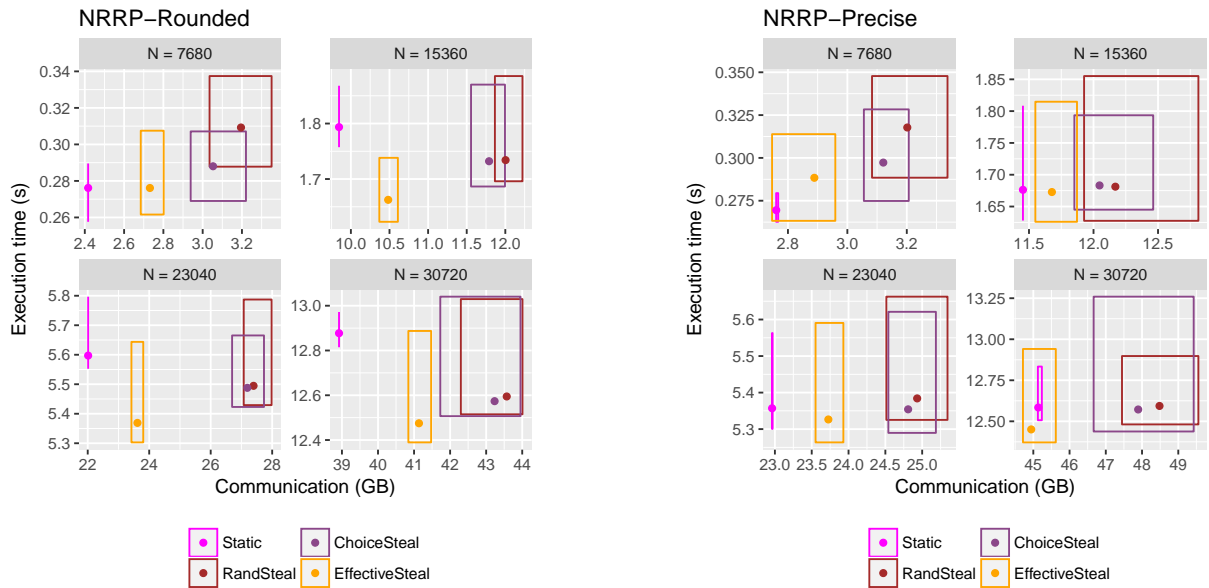 NRRP−Rounded
N = 7680
N = 15360
0.34
0.32
0.30
0.28
0.26
1.8
1.7
2.4 2.6 2.8 3.0 3.2
10.0 10.5 11.0 11.5 12.0
N = 23040
N = 30720
5.8
5.7
5.6
5.5
5.4
5.3
13.0
12.8
12.6
12.4
22 24 26 28
39 40 41 42 43 44
Execution time (s)
Communication (GB)
Static
ChoiceSteal
RandSteal
EffectiveSteal
NRRP−Precise
N = 7680
N = 15360
0.350
0.325
0.300
0.275
1.85
1.80
1.75
1.70
1.65
2.8 3.0 3.2
11.5 12.0 12.5
N = 23040
N = 30720
5.6
5.5
5.4
5.3
13.25
13.00
12.75
12.50
23.0 23.5 24.0 24.5 25.0
45 46 47 48 49
Execution time (s)
Communication (GB)
Static
ChoiceSteal
RandSteal
EffectiveSteal